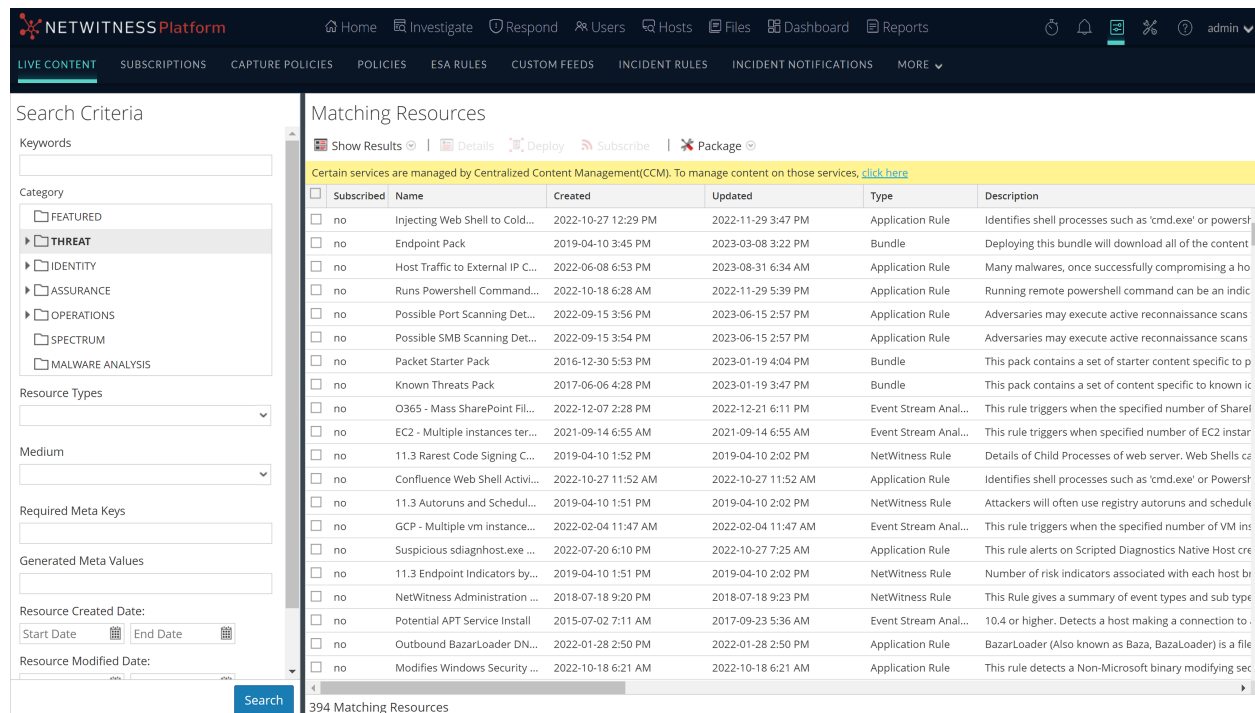 NETWITNESS Platform
Home Investigate Respond Users Hosts Files Dashboard Reports admin
LIVE CONTENT SUBSCRIPTIONS CAPTURE POLICIES POLICIES ESA RULES CUSTOM FEEDS INCIDENT RULES INCIDENT NOTIFICATIONS MORE
Search Criteria
Keywords
Category
FEATURED
THREAT
IDENTITY
ASSURANCE
OPERATIONS
SPECTRUM
MALWARE ANALYSIS
Resource Types
Medium
Required Meta Keys
Generated Meta Values
Resource Created Date:
Start Date End Date
Resource Modified Date:
Search
Matching Resources
Show Results | Details Deploy Subscribe | Package
Certain services are managed by Centralized Content Management(CCM). To manage content on those services, click here
Subscribed Name Created Updated Type Description
no Injecting Web Shell to Cold... 2022-10-27 12:29 PM 2022-11-29 3:47 PM Application Rule Identifies shell processes such as 'cmd.exe' or powersh
no Endpoint Pack 2019-04-10 3:45 PM 2023-03-08 3:22 PM Bundle Deploying this bundle will download all of the content
no Host Traffic to External IP C... 2022-06-08 6:53 PM 2023-08-31 6:34 AM Application Rule Many malwares, once successfully compromising a ho
no Runs Powershell Command... 2022-10-18 6:28 AM 2022-11-29 5:39 PM Application Rule Running remote powershell command can be an indic
no Possible Port Scanning Det... 2022-09-15 3:56 PM 2023-06-15 2:57 PM Application Rule Adversaries may execute active reconnaissance scans
no Possible SMB Scanning Det... 2022-09-15 3:54 PM 2023-06-15 2:57 PM Application Rule Adversaries may execute active reconnaissance scans
no Packet Starter Pack 2016-12-30 5:53 PM 2023-01-19 4:04 PM Bundle This pack contains a set of starter content specific to p
no Known Threats Pack 2017-06-06 4:28 PM 2023-01-19 3:47 PM Bundle This pack contains a set of content specific to known ic
no O365 - Mass SharePoint Fil... 2022-12-07 2:28 PM 2022-12-21 6:11 PM Event Stream Anal... This rule triggers when the specified number of Sharel
no EC2 - Multiple instances ter... 2021-09-14 6:55 AM 2021-09-14 6:55 AM Event Stream Anal... This rule triggers when specified number of EC2 instar
no 11.3 Rarest Code Signing C... 2019-04-10 1:52 PM 2019-04-10 2:02 PM NetWitness Rule Details of Child Processes of web server. Web Shells ca
no Confluence Web Shell Activi... 2022-10-27 11:52 AM 2022-10-27 11:52 AM Application Rule Identifies shell processes such as 'cmd.exe' or Powersh
no 11.3 Autoruns and Schedul... 2019-04-10 1:51 PM 2019-04-10 2:02 PM NetWitness Rule Attackers will often use registry autoruns and schedule
no GCP - Multiple vm instance... 2022-02-04 11:47 AM 2022-02-04 11:47 AM Event Stream Anal... This rule triggers when the specified number of VM ins
no Suspicious sdiagnhost.exe ... 2022-07-20 6:10 PM 2022-10-27 7:25 AM Application Rule This rule alerts on Scripted Diagnostics Native Host cre
no 11.3 Endpoint Indicators by... 2019-04-10 1:51 PM 2019-04-10 2:02 PM NetWitness Rule Number of risk indicators associated with each host br
no NetWitness Administration ... 2018-07-18 9:20 PM 2018-07-18 9:23 PM NetWitness Rule This Rule gives a summary of event types and sub type
no Potential APT Service Install 2015-07-02 7:11 AM 2017-09-23 5:36 AM Event Stream Anal... 10.4 or higher. Detects a host making a connection to
no Outbound BazarLoader DN... 2022-01-28 2:50 PM 2022-01-28 2:50 PM Application Rule BazarLoader (Also known as Baza, BazaLoader) is a file
no Modifies Windows Security ... 2022-10-18 6:21 AM 2022-10-18 6:21 AM Application Rule This rule detects a Non-Microsoft binary modifying sec
394 Matching Resources